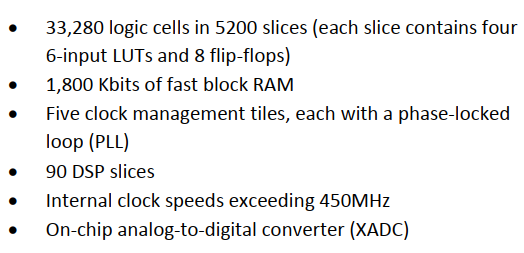 • 33,280 logic cells in 5200 slices (each slice contains four
6-input LUTs and 8 flip-flops)
• 1,800 Kbits of fast block RAM
• Five clock management tiles, each with a phase-locked
loop (PLL)
• 90 DSP slices
• Internal clock speeds exceeding 450MHz
• On-chip analog-to-digital converter (XADC)